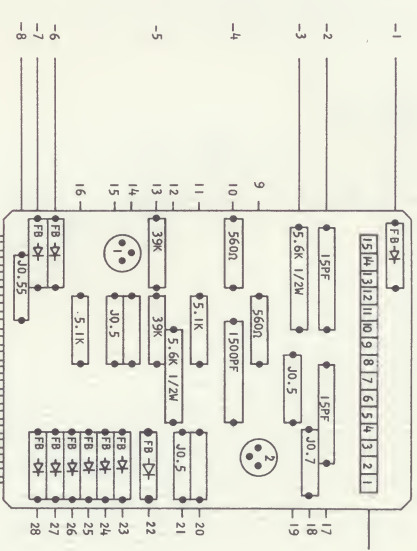 -1 FB
15 14 13 12 11 10 9 8 7 6 5 4 3 2 1
-2 15PF 15PF 17
J0.7 18
-3 5.6K 1/2W J0.5 19
9 560Ω 2
-4 10 560Ω 1500PF
11 5.1K 20
J0.5 21
12 5.6K 1/2W
-5 13 39K 39K FB 22
14 FB 23
15 1 J0.5 FB 24
FB 25
16 5.1K FB 26
-6 FB FB 27
-7 FB FB 28
-8 J0.55